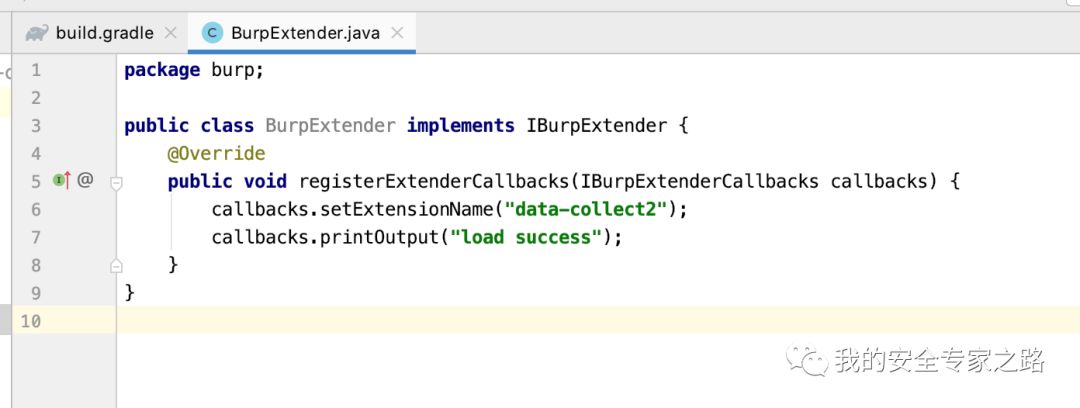 build.gradle BurpExtender.java
1 package burp;
2
3 public class BurpExtender implements IBurpExtender {
4 @Override
5 public void registerExtenderCallbacks(IBurpExtenderCallbacks callbacks) {
6 callbacks.setExtensionName("data-collect2");
7 callbacks.printOutput("load success");
8 }
9 }
10
我的安全专家之路